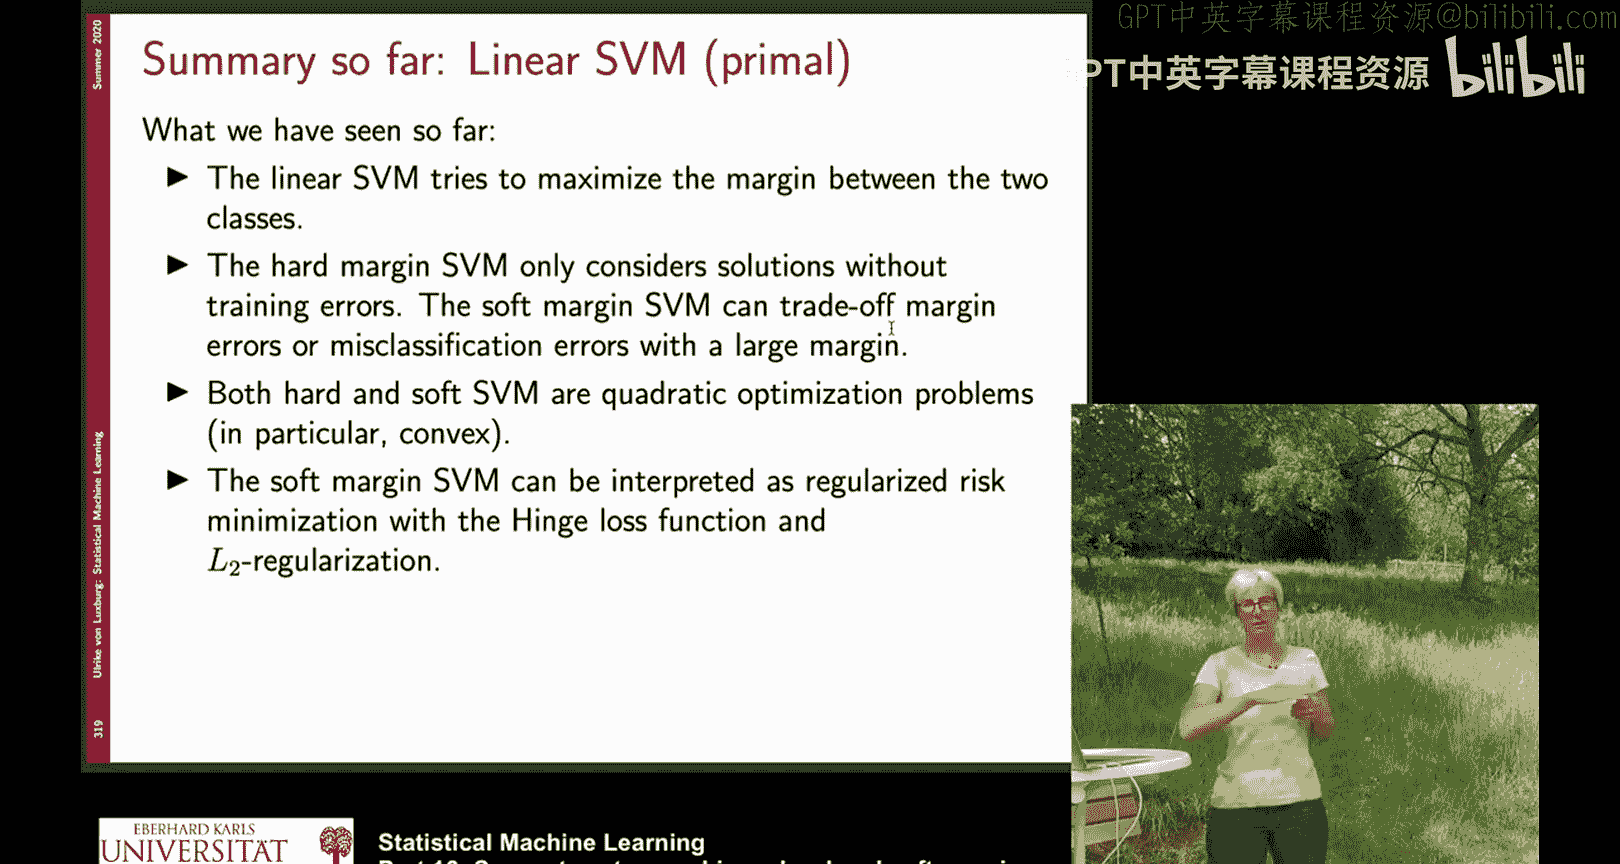 GPT中英字幕课程资源@bilibili.com
PT中英字幕课程资源 bilibili
Summer 2020
Summary so far: Linear SVM (primal)
What we have seen so far:
► The linear SVM tries to maximize the margin between the two
classes.
► The hard margin SVM only considers solutions without
training errors. The soft margin SVM can trade-off margin
errors or misclassification errors with a large margin.
► Both hard and soft SVM are quadratic optimization problems
(in particular, convex).
► The soft margin SVM can be interpreted as regularized risk
minimization with the Hinge loss function and
L₂-regularization.
Ulrike von Luxburg: Statistical Machine Learning
319
EBERHARD KARLS
UNIVERSITÄT
Statistical Machine Learning